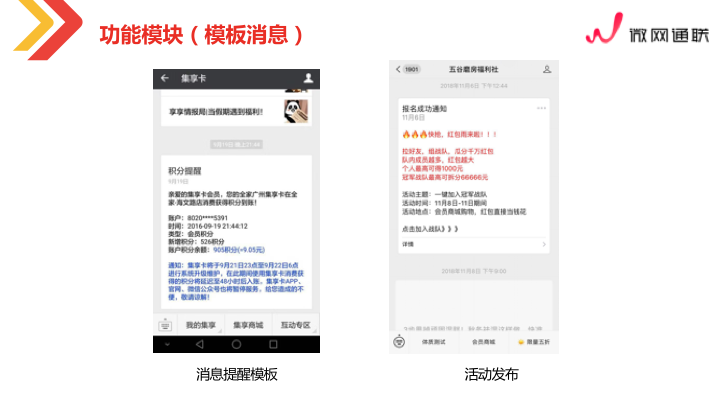 功能模块（模板消息）
微网通联
集享卡
享享情报局|当假期遇到福利！
积分提醒
9月19日
亲爱的集享卡会员，您的全家广州集享卡在全
家-海文路店消费获得积分到账！
账户：8020****5391
时间：2016-09-19 21:44:12
类型：会员积分
新增积分：526积分
账户积分余额：905积分(≈9.05元)
通知：集享卡将于9月21日23点至9月22日6点
进行系统升级维护，在此期间使用集享卡消费获
得的积分将延迟至48小时后入账。集享卡APP、
官网、微信公众号也将暂停服务，给您造成的不
便，敬请谅解！
我的集享
集享商城
互动专区
消息提醒模板
1901
五谷磨房福利社
2018年11月6日 下午12:44
报名成功通知
11月6日
🔥🔥🔥快抢，红包雨来啦！！！
拉好友，组战队，瓜分千万红包
队内成员越多，红包越大
个人最高可得1000元
冠军战队最高可拆分66666元
活动主题：一键加入冠军战队
活动时间：11月8日-11日期间
活动地点：会员商城购物，红包直接当钱花
点击加入战队》》》
详情
2018年11月8日 下午9:00
体质测试
会员商城
😀限量五折
活动发布